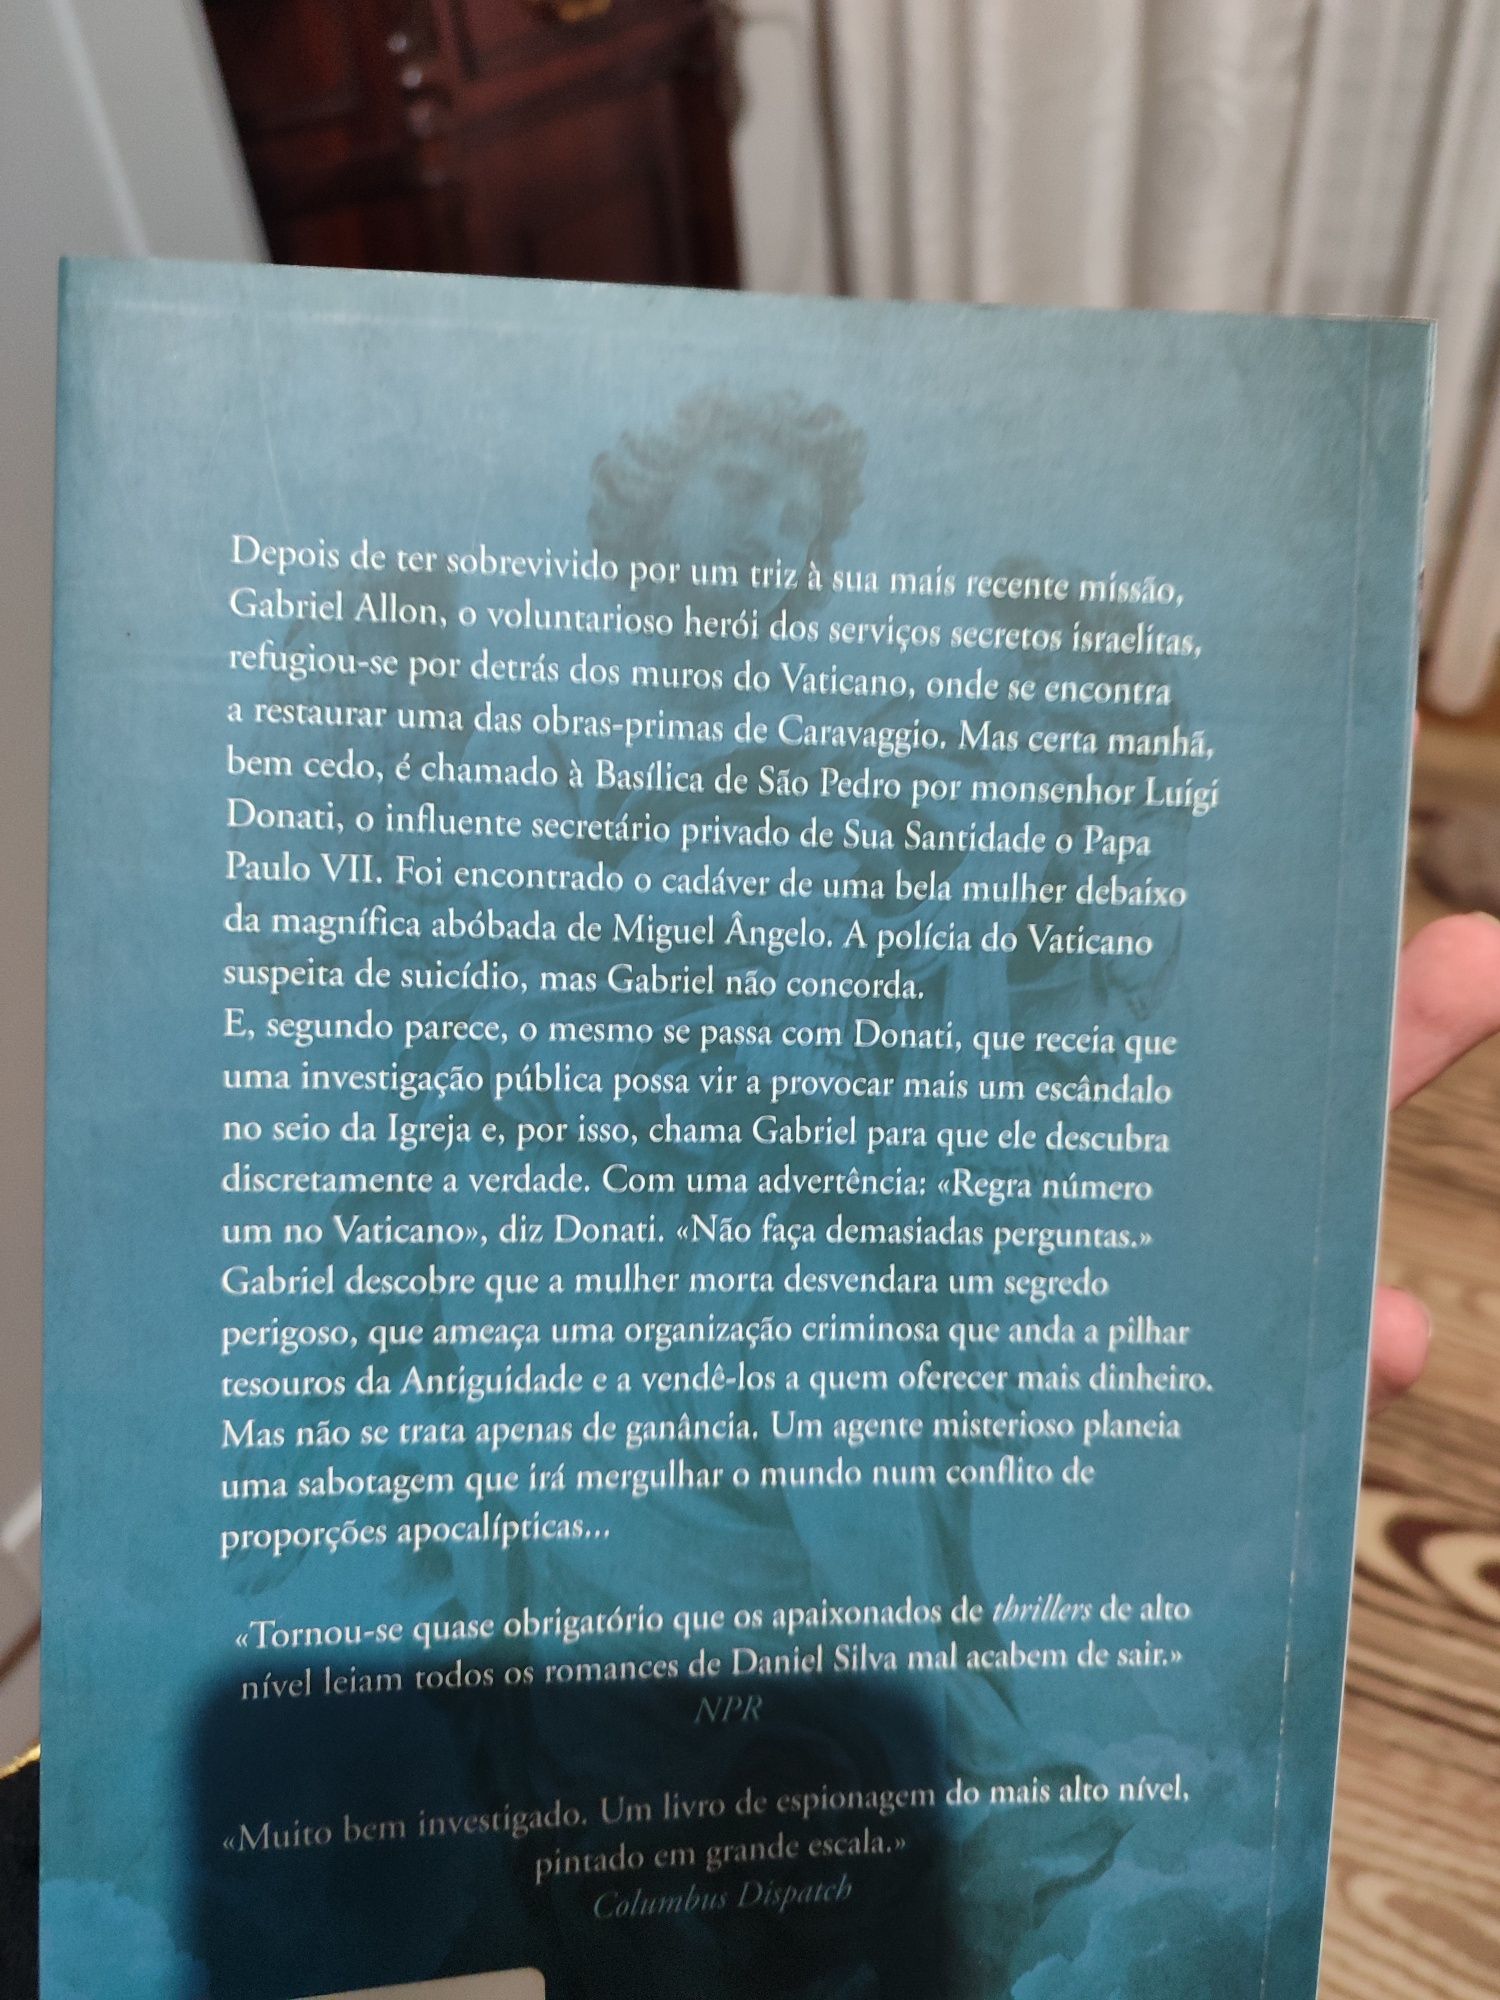 Depois de ter sobrevivido por um triz à sua mais recente missão,
Gabriel Allon, o voluntarioso herói dos serviços secretos israelitas,
refugiou-se por detrás dos muros do Vaticano, onde se encontra
a restaurar uma das obras-primas de Caravaggio. Mas certa manhã,
bem cedo, é chamado à Basílica de São Pedro por monsenhor Luígi
Donati, o influente secretário privado de Sua Santidade o Papa
Paulo VII. Foi encontrado o cadáver de uma bela mulher debaixo
da magnífica abóbada de Miguel Ângelo. A polícia do Vaticano
suspeita de suicídio, mas Gabriel não concorda.
E, segundo parece, o mesmo se passa com Donati, que receia que
uma investigação pública possa vir a provocar mais um escândalo
no seio da Igreja e, por isso, chama Gabriel para que ele descubra
discretamente a verdade. Com uma advertência: «Regra número
um no Vaticano», diz Donati. «Não faça demasiadas perguntas.»
Gabriel descobre que a mulher morta desvendara um segredo
perigoso, que ameaça uma organização criminosa que anda a pilhar
tesouros da Antiguidade e a vendê-los a quem oferecer mais dinheiro.
Mas não se trata apenas de ganância. Um agente misterioso planeia
uma sabotagem que irá mergulhar o mundo num conflito de
proporções apocalípticas...
«Tornou-se quase obrigatório que os apaixonados de thrillers de alto
nível leiam todos os romances de Daniel Silva mal acabem de sair.»
NPR
«Muito bem investigado. Um livro de espionagem do mais alto nível,
pintado em grande escala.»
Columbus Dispatch